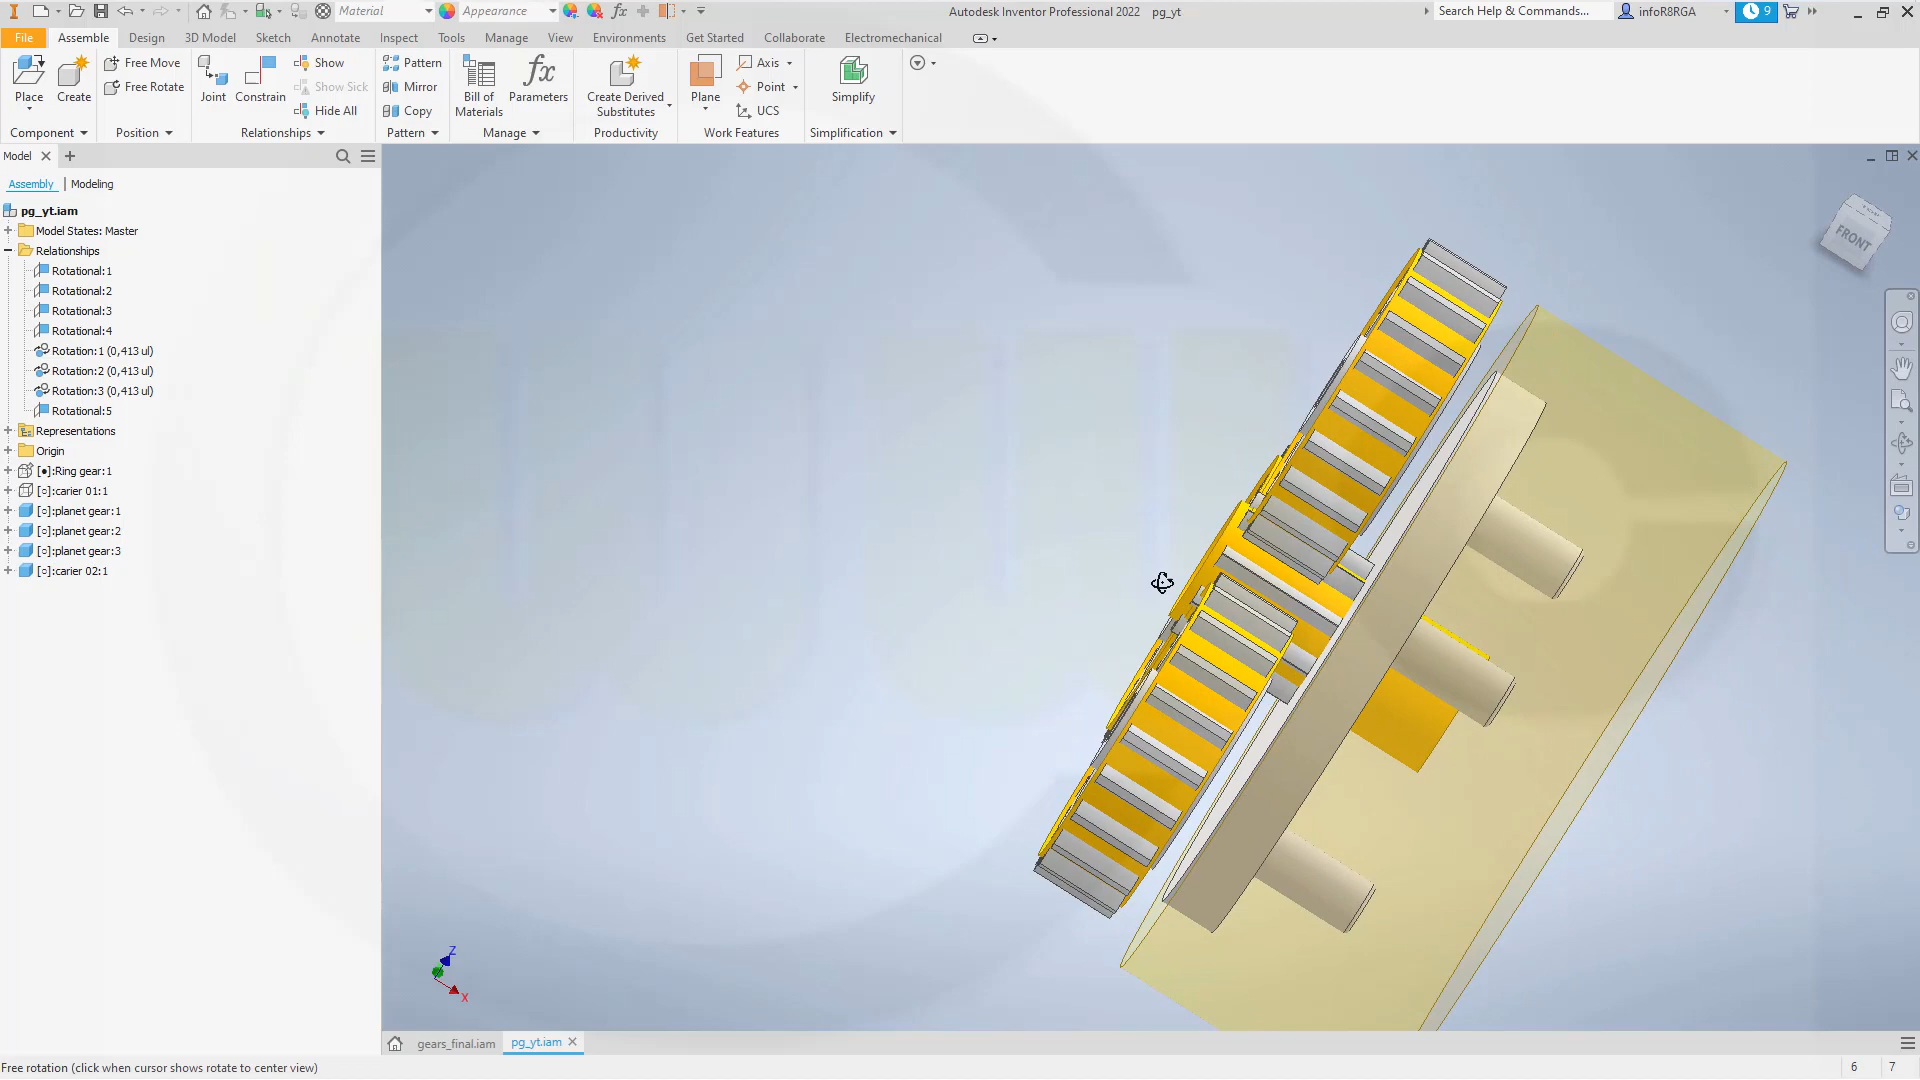 Material
Appearance
Autodesk Inventor Professional 2022 pg_yt
Search Help & Commands...
infoR8RGA
9
File
Assemble
Design
3D Model
Sketch
Annotate
Inspect
Tools
Manage
View
Environments
Get Started
Collaborate
Electromechanical
Place
Create
Free Move
Free Rotate
Joint
Constrain
Show
Show Sick
Hide All
Pattern
Mirror
Copy
Bill of
Materials
fx
Parameters
Create Derived
Substitutes
Plane
Axis
Point
UCS
Simplify
Component
Position
Relationships
Pattern
Manage
Productivity
Work Features
Simplification
Model
Assembly
Modeling
pg_yt.iam
Model States: Master
Relationships
Rotational:1
Rotational:2
Rotational:3
Rotational:4
Rotation:1 (0,413 ul)
Rotation:2 (0,413 ul)
Rotation:3 (0,413 ul)
Rotational:5
Representations
Origin
[●]:Ring gear:1
[○]:carier 01:1
[○]:planet gear:1
[○]:planet gear:2
[○]:planet gear:3
[○]:carier 02:1
FRONT
Z
X
gears_final.iam
pg_yt.iam
Free rotation (click when cursor shows rotate to center view)
6
7